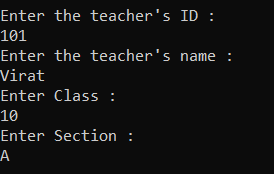 Enter the teacher's ID :
101
Enter the teacher's name :
Virat
Enter Class :
10
Enter Section :
A